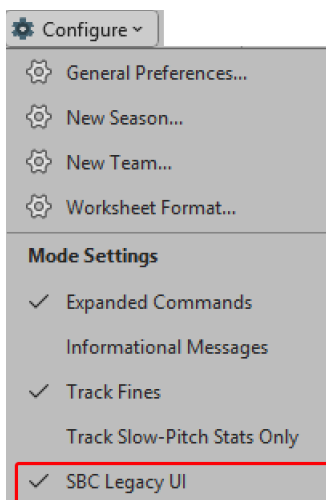 Configure
General Preferences...
New Season...
New Team...
Worksheet Format...
Mode Settings
Expanded Commands
Informational Messages
Track Fines
Track Slow-Pitch Stats Only
SBC Legacy UI